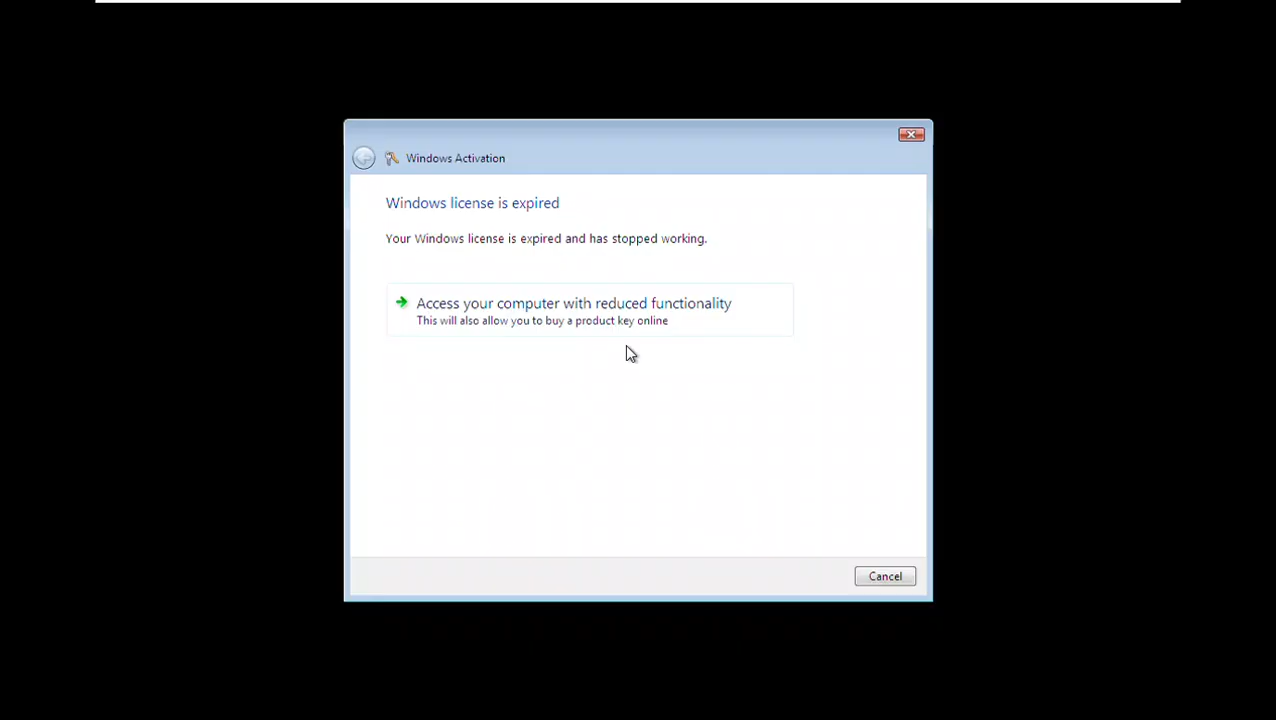 Windows Activation
Windows license is expired
Your Windows license is expired and has stopped working.
Access your computer with reduced functionality
This will also allow you to buy a product key online
Cancel